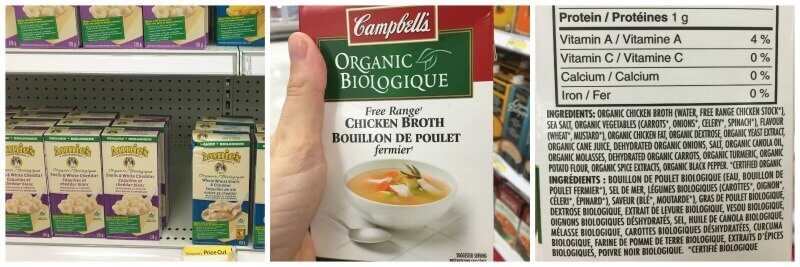 Annie's
Annie's
Annie's
Annie's
Temporary Price Cut
Campbell's
ORGANIC
BIOLOGIQUE
Free Range†
CHICKEN BROTH
BOUILLON DE POULET
fermier†
SUGGESTED SERVING
Protein / Protéines 1 g
Vitamin A / Vitamine A 4 %
Vitamin C / Vitamine C 0 %
Calcium / Calcium 0 %
Iron / Fer 0 %
INGREDIENTS: ORGANIC CHICKEN BROTH (WATER, FREE RANGE CHICKEN STOCK*),
SEA SALT, ORGANIC VEGETABLES (CARROTS*, ONIONS*, CELERY*, SPINACH*), FLAVOUR
(WHEAT*, MUSTARD*), ORGANIC CHICKEN FAT, ORGANIC DEXTROSE, ORGANIC YEAST EXTRACT,
ORGANIC CANE JUICE, DEHYDRATED ORGANIC ONIONS, SALT, ORGANIC CANOLA OIL,
ORGANIC MOLASSES, DEHYDRATED ORGANIC CARROTS, ORGANIC TURMERIC, ORGANIC
POTATO FLOUR, ORGANIC SPICE EXTRACTS, ORGANIC BLACK PEPPER. *CERTIFIED ORGANIC
INGRÉDIENTS : BOUILLON DE POULET BIOLOGIQUE (EAU, BOUILLON DE
POULET FERMIER*), SEL DE MER, LÉGUMES BIOLOGIQUES (CAROTTES*, OIGNON*,
CÉLERI*, ÉPINARD*), SAVEUR (BLÉ*, MOUTARDE*), GRAS DE POULET BIOLOGIQUE,
DEXTROSE BIOLOGIQUE, EXTRAIT DE LEVURE BIOLOGIQUE, VESOU BIOLOGIQUE,
OIGNONS BIOLOGIQUES DÉSHYDRATÉS, SEL, HUILE DE CANOLA BIOLOGIQUE,
MÉLASSE BIOLOGIQUE, CAROTTES BIOLOGIQUES DÉSHYDRATÉES, CURCUMA
BIOLOGIQUE, FARINE DE POMME DE TERRE BIOLOGIQUE, EXTRAITS D'ÉPICES
BIOLOGIQUES, POIVRE NOIR BIOLOGIQUE. *CERTIFIÉ BIOLOGIQUE